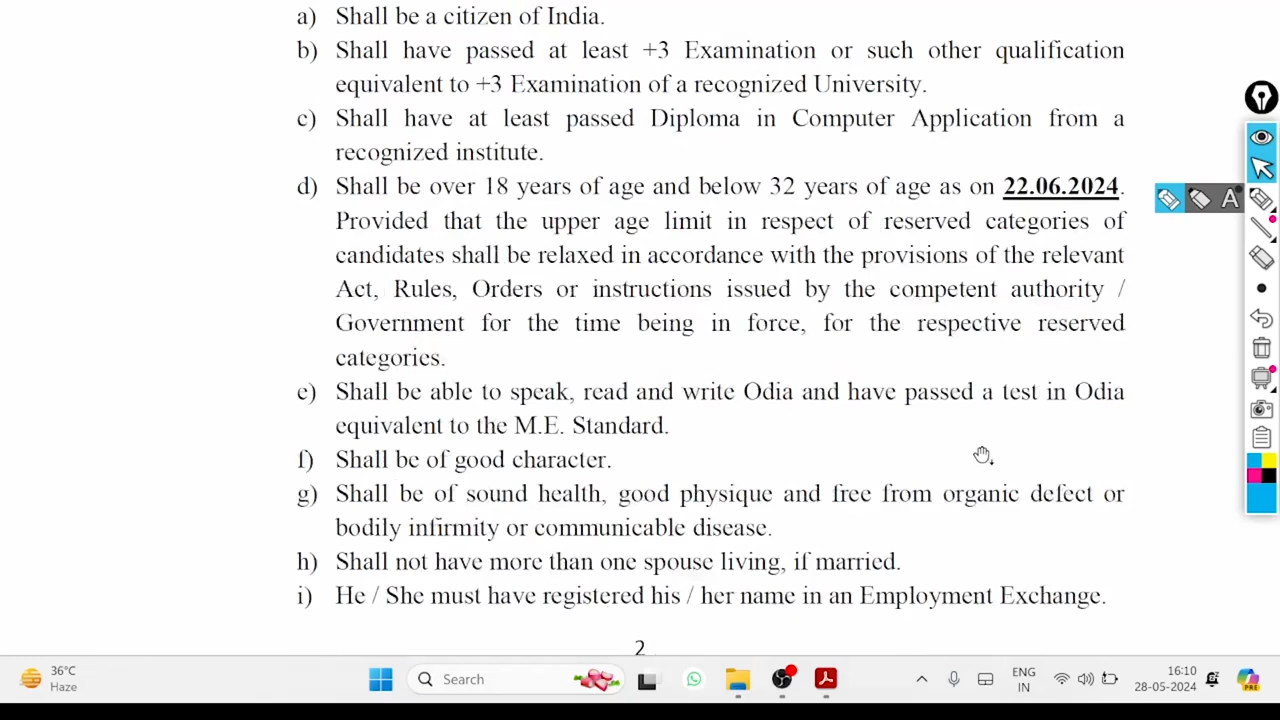 a) Shall be a citizen of India.
b) Shall have passed at least +3 Examination or such other qualification
equivalent to +3 Examination of a recognized University.
c) Shall have at least passed Diploma in Computer Application from a
recognized institute.
d) Shall be over 18 years of age and below 32 years of age as on 22.06.2024.
Provided that the upper age limit in respect of reserved categories of
candidates shall be relaxed in accordance with the provisions of the relevant
Act, Rules, Orders or instructions issued by the competent authority /
Government for the time being in force, for the respective reserved
categories.
e) Shall be able to speak, read and write Odia and have passed a test in Odia
equivalent to the M.E. Standard.
f) Shall be of good character.
g) Shall be of sound health, good physique and free from organic defect or
bodily infirmity or communicable disease.
h) Shall not have more than one spouse living, if married.
i) He / She must have registered his / her name in an Employment Exchange.
2
A
36°C
Haze
Search
ENG
IN
16:10
28-05-2024
PRE